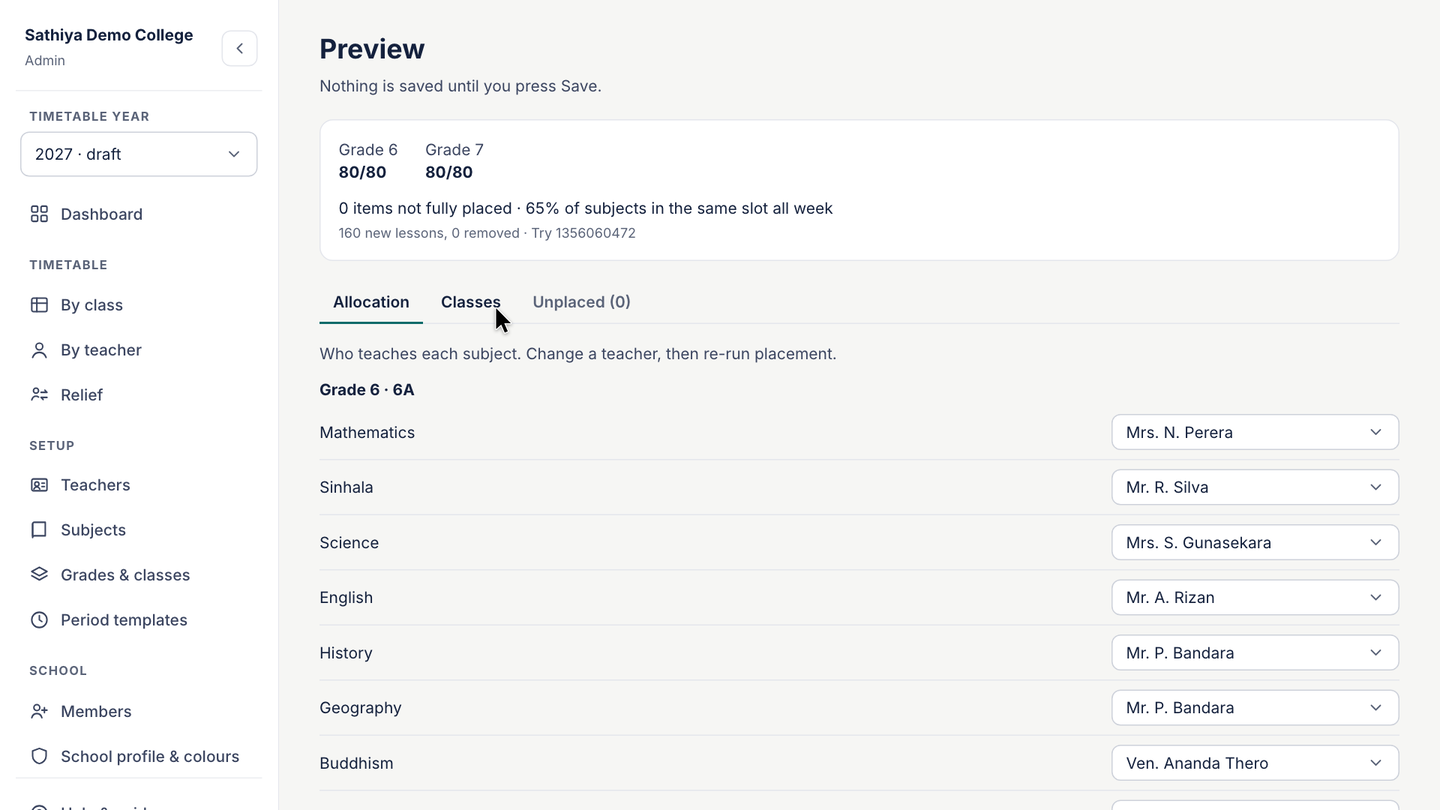 Sathiya Demo College
Admin
TIMETABLE YEAR
2027 · draft
Dashboard
TIMETABLE
By class
By teacher
Relief
SETUP
Teachers
Subjects
Grades & classes
Period templates
SCHOOL
Members
School profile & colours
Preview
Nothing is saved until you press Save.
Grade 6 Grade 7
80/80 80/80
0 items not fully placed · 65% of subjects in the same slot all week
160 new lessons, 0 removed · Try 1356060472
Allocation Classes Unplaced (0)
Who teaches each subject. Change a teacher, then re-run placement.
Grade 6 · 6A
Mathematics Mrs. N. Perera
Sinhala Mr. R. Silva
Science Mrs. S. Gunasekara
English Mr. A. Rizan
History Mr. P. Bandara
Geography Mr. P. Bandara
Buddhism Ven. Ananda Thero